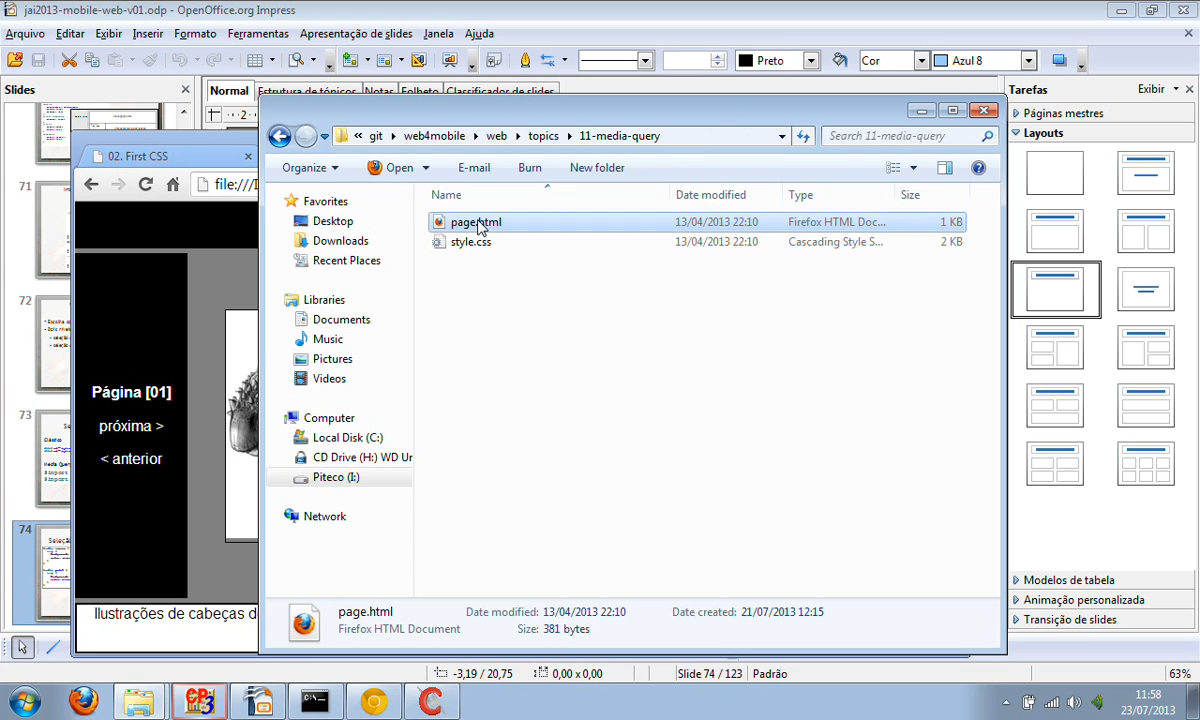 jai2013-mobile-web-v01.odp - OpenOffice.org Impress
Arquivo Editar Exibir Inserir Formato Ferramentas Apresentação de slides Janela Ajuda
Preto
Cor
Azul 8
Slides
Normal Estrutura de tópicos Notas Folheto Classificador de slides
Tarefas
Exibir
Páginas mestres
Layouts
71
72
73
74
02. First CSS
file:///I
Página [01]
próxima >
< anterior
Ilustrações de cabeças d
« git web4mobile web topics 11-media-query
Search 11-media-query
Organize
Open
E-mail
Burn
New folder
Favorites
Desktop
Downloads
Recent Places
Libraries
Documents
Music
Pictures
Videos
Computer
Local Disk (C:)
CD Drive (H:) WD Ur
Piteco (I:)
Network
Name Date modified Type Size
page.html 13/04/2013 22:10 Firefox HTML Doc... 1 KB
style.css 13/04/2013 22:10 Cascading Style S... 2 KB
page.html Date modified: 13/04/2013 22:10 Date created: 21/07/2013 12:15
Firefox HTML Document Size: 381 bytes
Modelos de tabela
Animação personalizada
Transição de slides
-3,19 / 20,75
0,00 x 0,00
Slide 74 / 123
Padrão
63%
11:58
23/07/2013